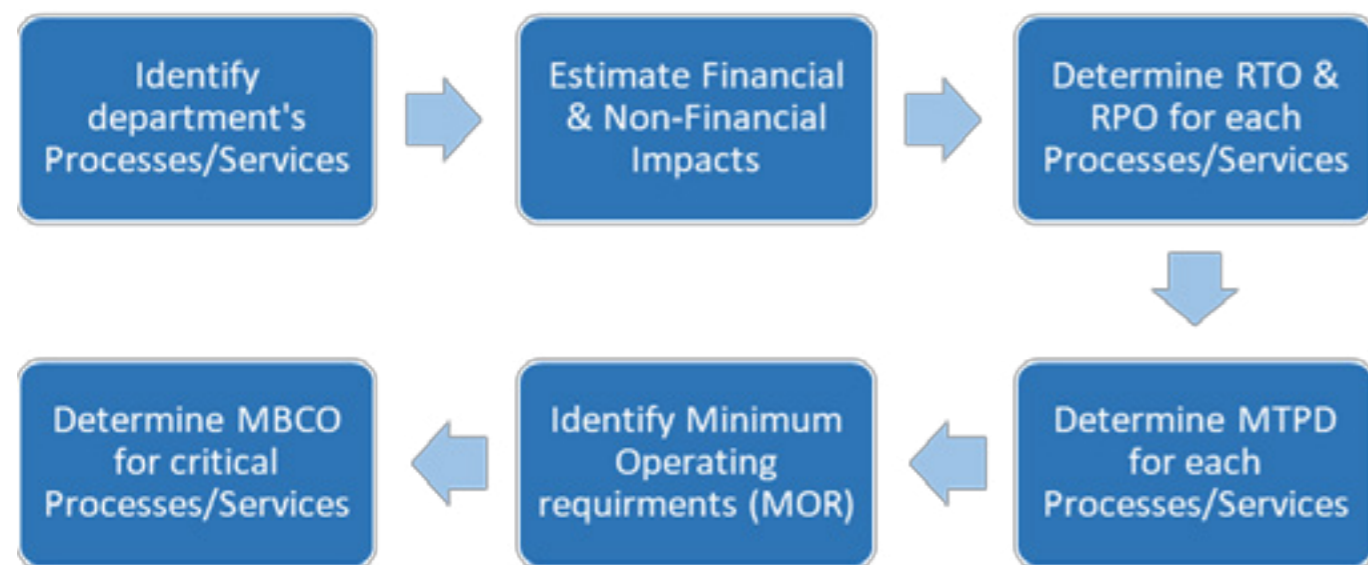 Identify
department's
Processes/Services
Estimate Financial
& Non-Financial
Impacts
Determine RTO &
RPO for each
Processes/Services
Determine MTPD
for each
Processes/Services
Identify Minimum
Operating
requirments (MOR)
Determine MBCO
for critical
Processes/Services